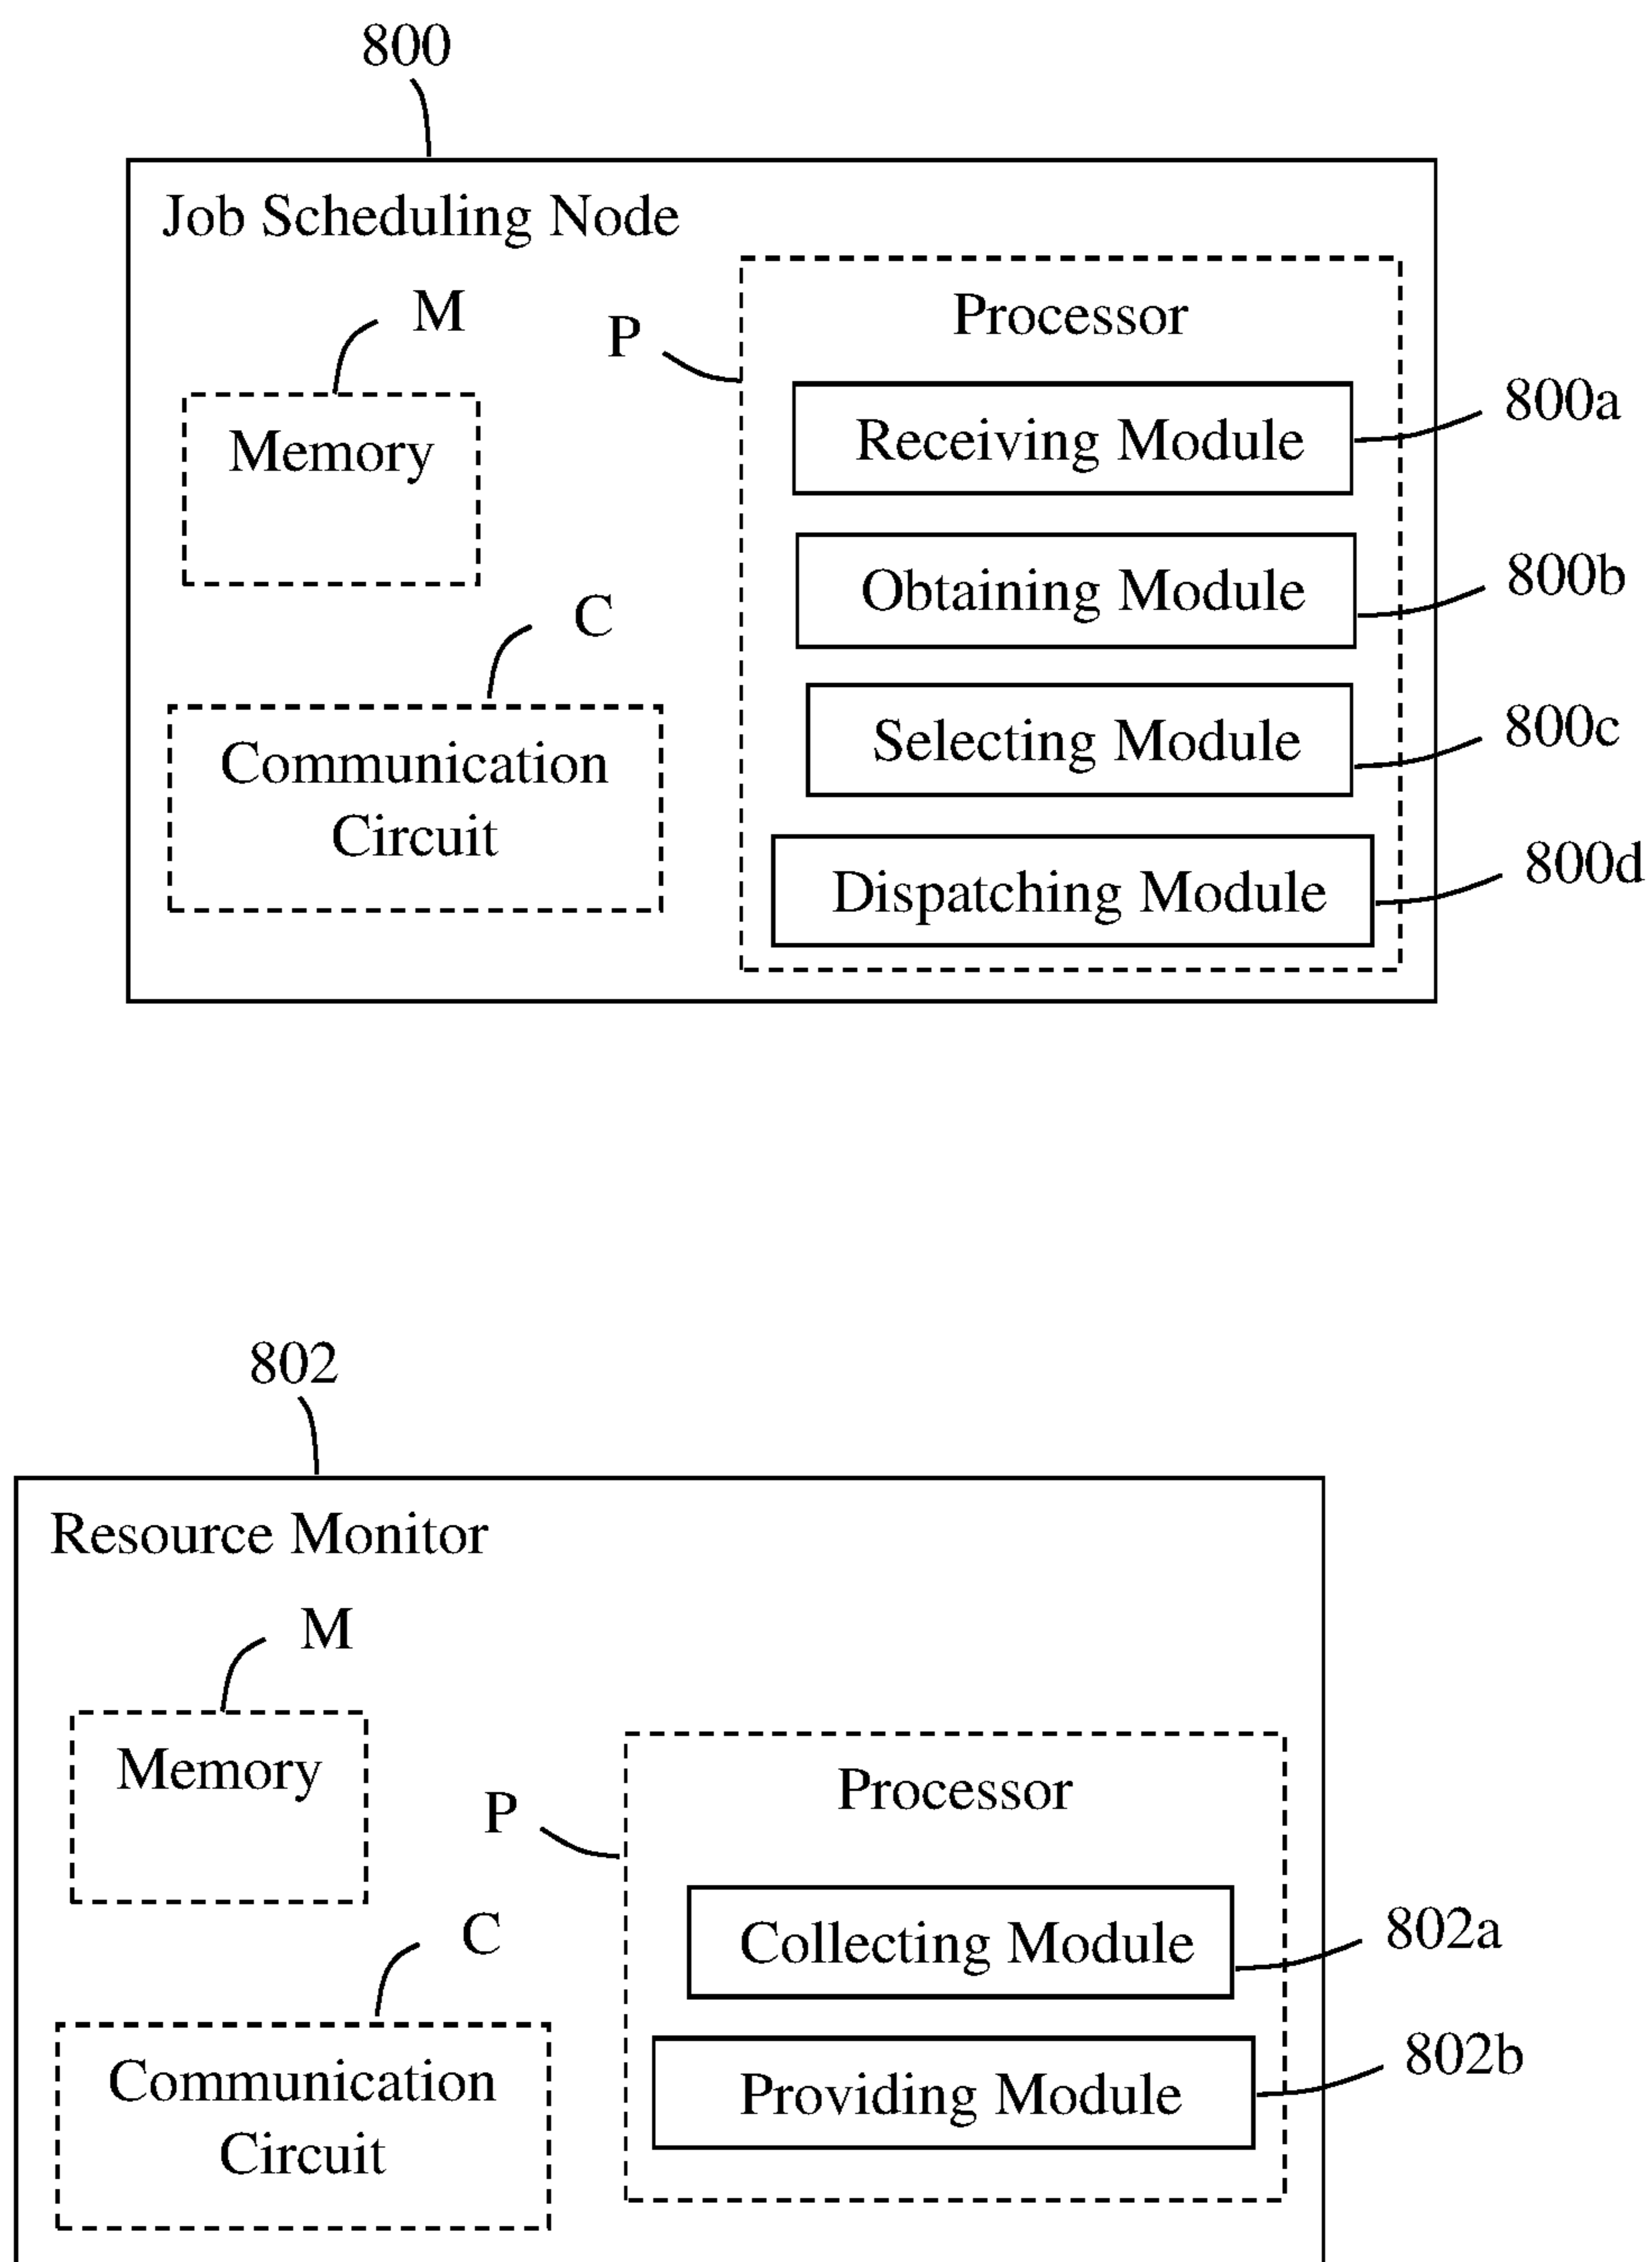 800
Job Scheduling Node
M
P
Processor
Memory
Receiving Module
800a
Obtaining Module
800b
C
Communication
Circuit
Selecting Module
800c
Dispatching Module
800d
802
Resource Monitor
M
Memory
P
Processor
C
Collecting Module
802a
Communication
Circuit
Providing Module
802b